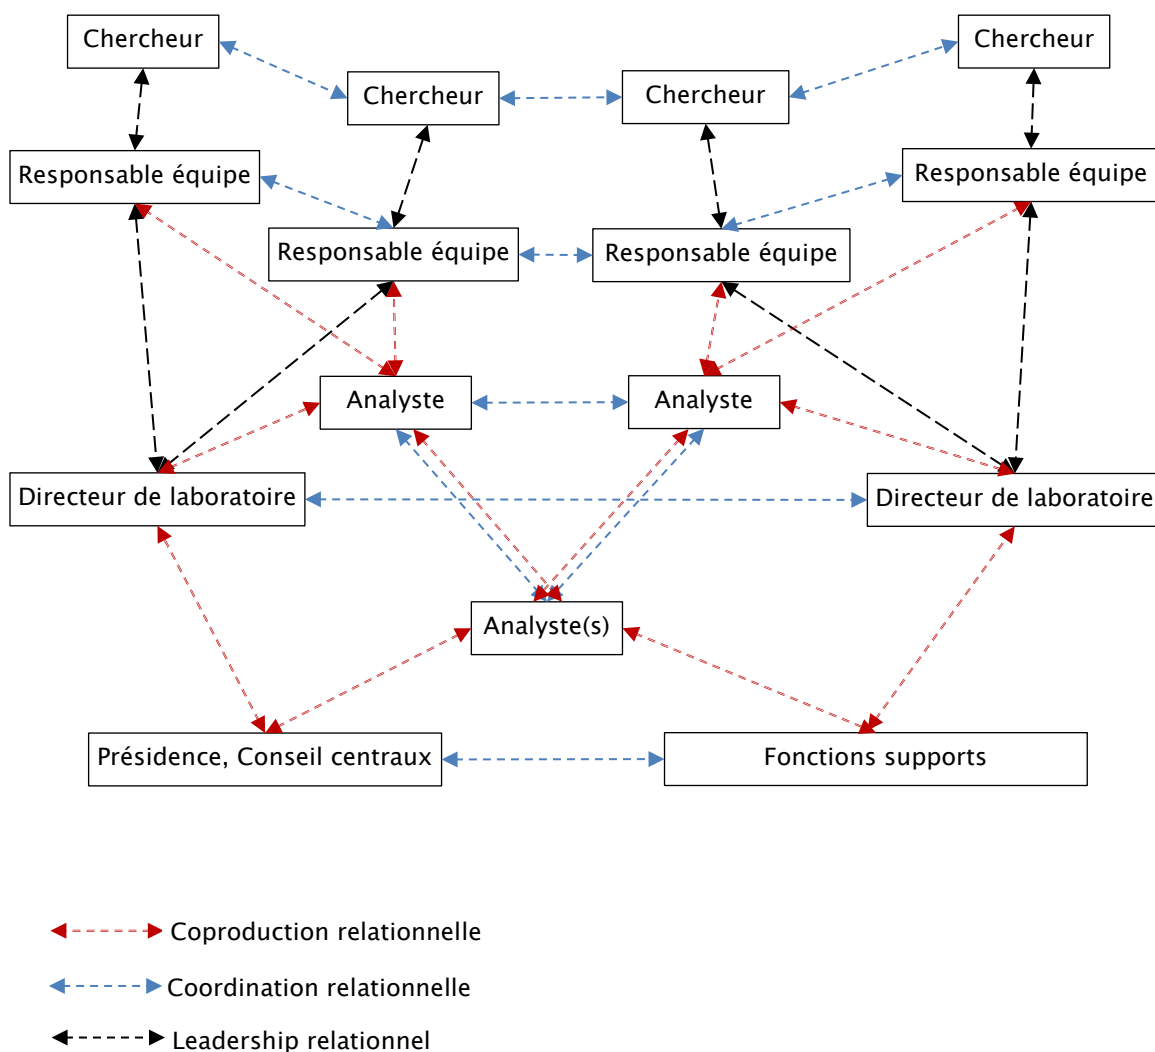 Chercheur
Chercheur
Chercheur
Chercheur
Responsable équipe
Responsable équipe
Responsable équipe
Responsable équipe
Analyste
Analyste
Directeur de laboratoire
Directeur de laboratoire
Analyste(s)
Présidence, Conseil centraux
Fonctions supports
Coproduction relationnelle
Coordination relationnelle
Leadership relationnel